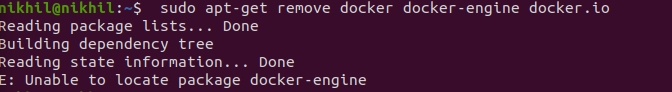 nikhil@nikhil:~$  sudo apt-get remove docker docker-engine docker.io
Reading package lists... Done
Building dependency tree
Reading state information... Done
E: Unable to locate package docker-engine